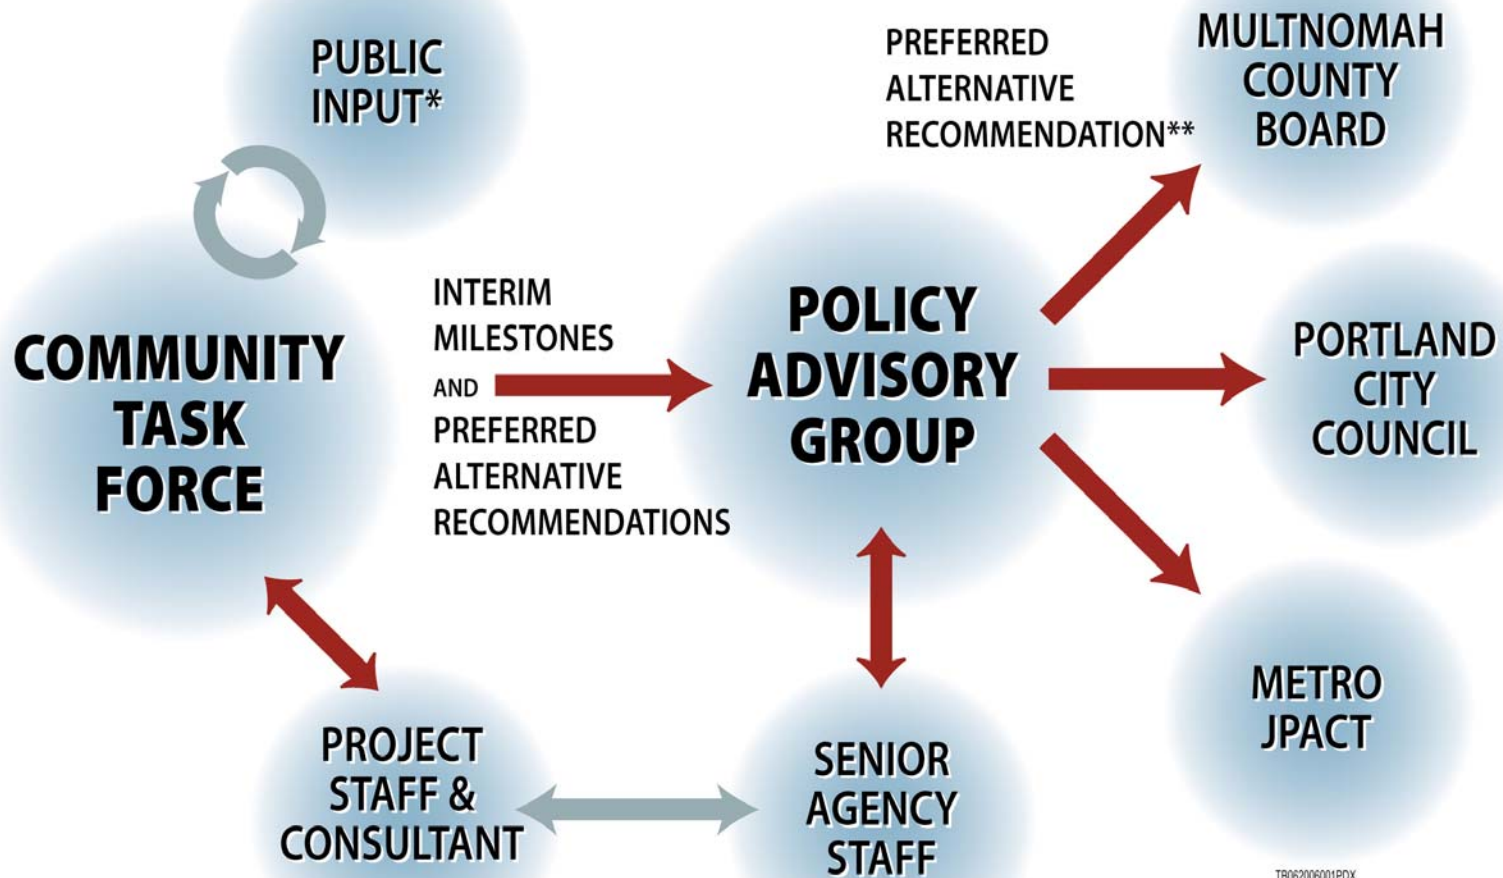 PUBLIC
INPUT*
PREFERRED
ALTERNATIVE
RECOMMENDATION**
MULTNOMAH
COUNTY
BOARD
COMMUNITY
TASK
FORCE
INTERIM
MILESTONES
AND
PREFERRED
ALTERNATIVE
RECOMMENDATIONS
POLICY
ADVISORY
GROUP
PORTLAND
CITY
COUNCIL
METRO
JPACT
PROJECT
STAFF &
CONSULTANT
SENIOR
AGENCY
STAFF
TB062006001PDX